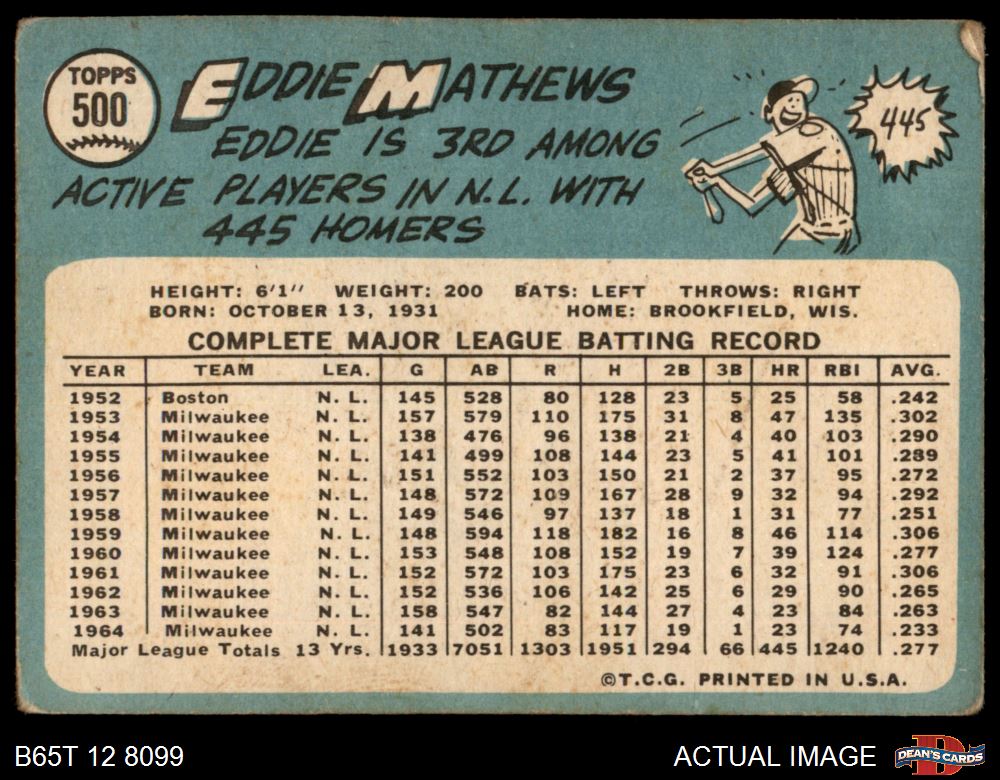 TOPPS
500
EDDIE MATHEWS
EDDIE IS 3RD AMONG
ACTIVE PLAYERS IN N.L. WITH
445 HOMERS
445
HEIGHT: 6'1" WEIGHT: 200 BATS: LEFT THROWS: RIGHT
BORN: OCTOBER 13, 1931 HOME: BROOKFIELD, WIS.
COMPLETE MAJOR LEAGUE BATTING RECORD
YEAR TEAM LEA. G AB R H 2B 3B HR RBI AVG.
1952 Boston N. L. 145 528 80 128 23 5 25 58 .242
1953 Milwaukee N. L. 157 579 110 175 31 8 47 135 .302
1954 Milwaukee N. L. 138 476 96 138 21 4 40 103 .290
1955 Milwaukee N. L. 141 499 108 144 23 5 41 101 .289
1956 Milwaukee N. L. 151 552 103 150 21 2 37 95 .272
1957 Milwaukee N. L. 148 572 109 167 28 9 32 94 .292
1958 Milwaukee N. L. 149 546 97 137 18 1 31 77 .251
1959 Milwaukee N. L. 148 594 118 182 16 8 46 114 .306
1960 Milwaukee N. L. 153 548 108 152 19 7 39 124 .277
1961 Milwaukee N. L. 152 572 103 175 23 6 32 91 .306
1962 Milwaukee N. L. 152 536 106 142 25 6 29 90 .265
1963 Milwaukee N. L. 158 547 82 144 27 4 23 84 .263
1964 Milwaukee N. L. 141 502 83 117 19 1 23 74 .233
Major League Totals 13 Yrs. 1933 7051 1303 1951 294 66 445 1240 .277
©T.C.G. PRINTED IN U.S.A.
B65T 12 8099 ACTUAL IMAGE
DEAN'S CARDS